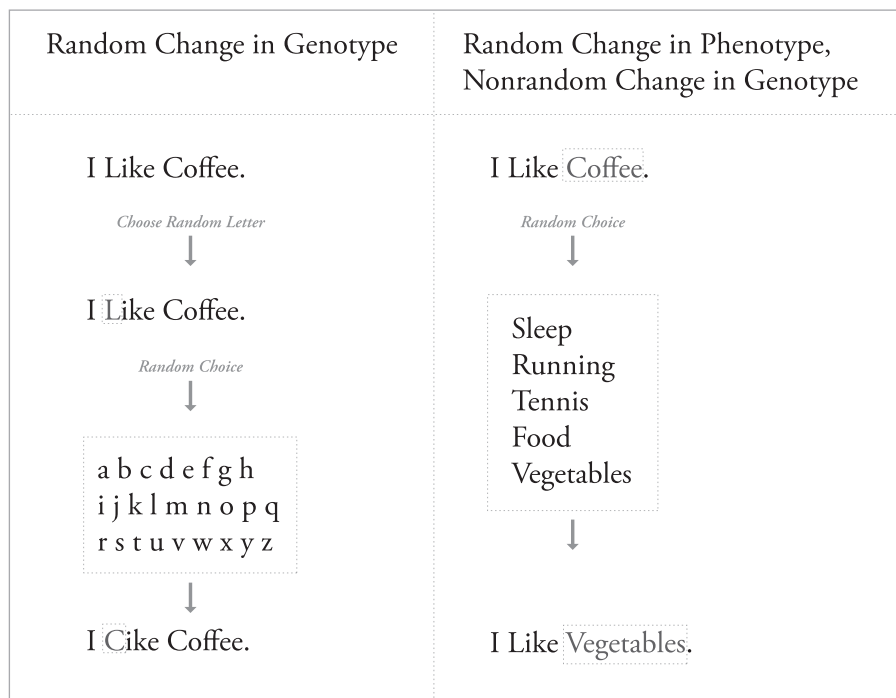 Random Change in Genotype
I Like Coffee.
Choose Random Letter
I Like Coffee.
Random Choice
a b c d e f g h
i j k l m n o p q
r s t u v w x y z
I Cike Coffee.
Random Change in Phenotype,
Nonrandom Change in Genotype
I Like Coffee.
Random Choice
Sleep
Running
Tennis
Food
Vegetables
I Like Vegetables.